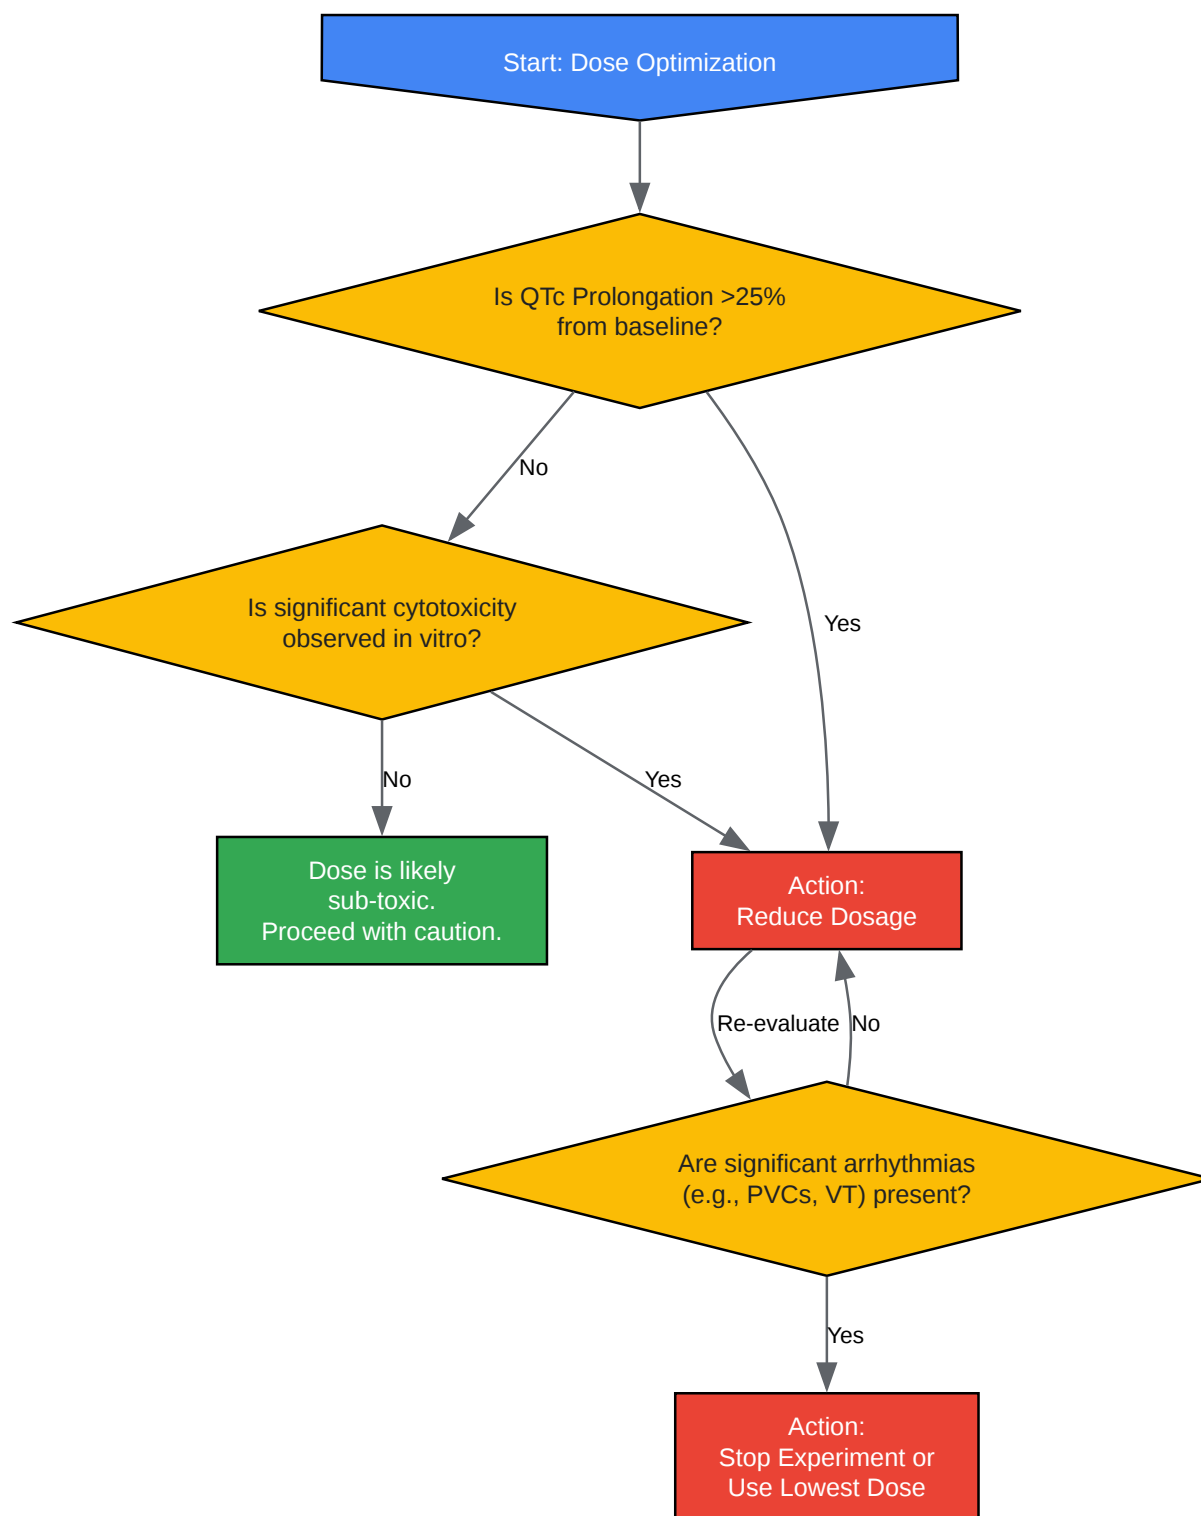 Start: Dose Optimization
Is QTc Prolongation >25%
from baseline?
No
Yes
Is significant cytotoxicity
observed in vitro?
No
Yes
Dose is likely
sub-toxic.
Proceed with caution.
Action:
Reduce Dosage
Re-evaluate
No
Are significant arrhythmias
(e.g., PVCs, VT) present?
Yes
Action:
Stop Experiment or
Use Lowest Dose